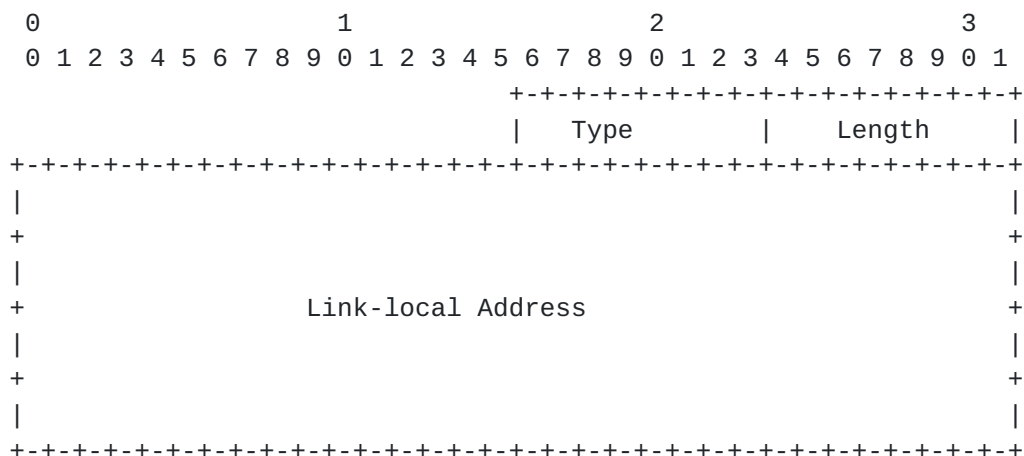 0                   1                   2                   3
 0 1 2 3 4 5 6 7 8 9 0 1 2 3 4 5 6 7 8 9 0 1 2 3 4 5 6 7 8 9 0 1
                                +-+-+-+-+-+-+-+-+-+-+-+-+-+-+-+-+
                                |   Type        |    Length     |
+-+-+-+-+-+-+-+-+-+-+-+-+-+-+-+-+-+-+-+-+-+-+-+-+-+-+-+-+-+-+-+-+
|                                                               |
+                                                               +
|                                                               |
+                  Link-local Address                           +
|                                                               |
+                                                               +
|                                                               |
+-+-+-+-+-+-+-+-+-+-+-+-+-+-+-+-+-+-+-+-+-+-+-+-+-+-+-+-+-+-+-+-+